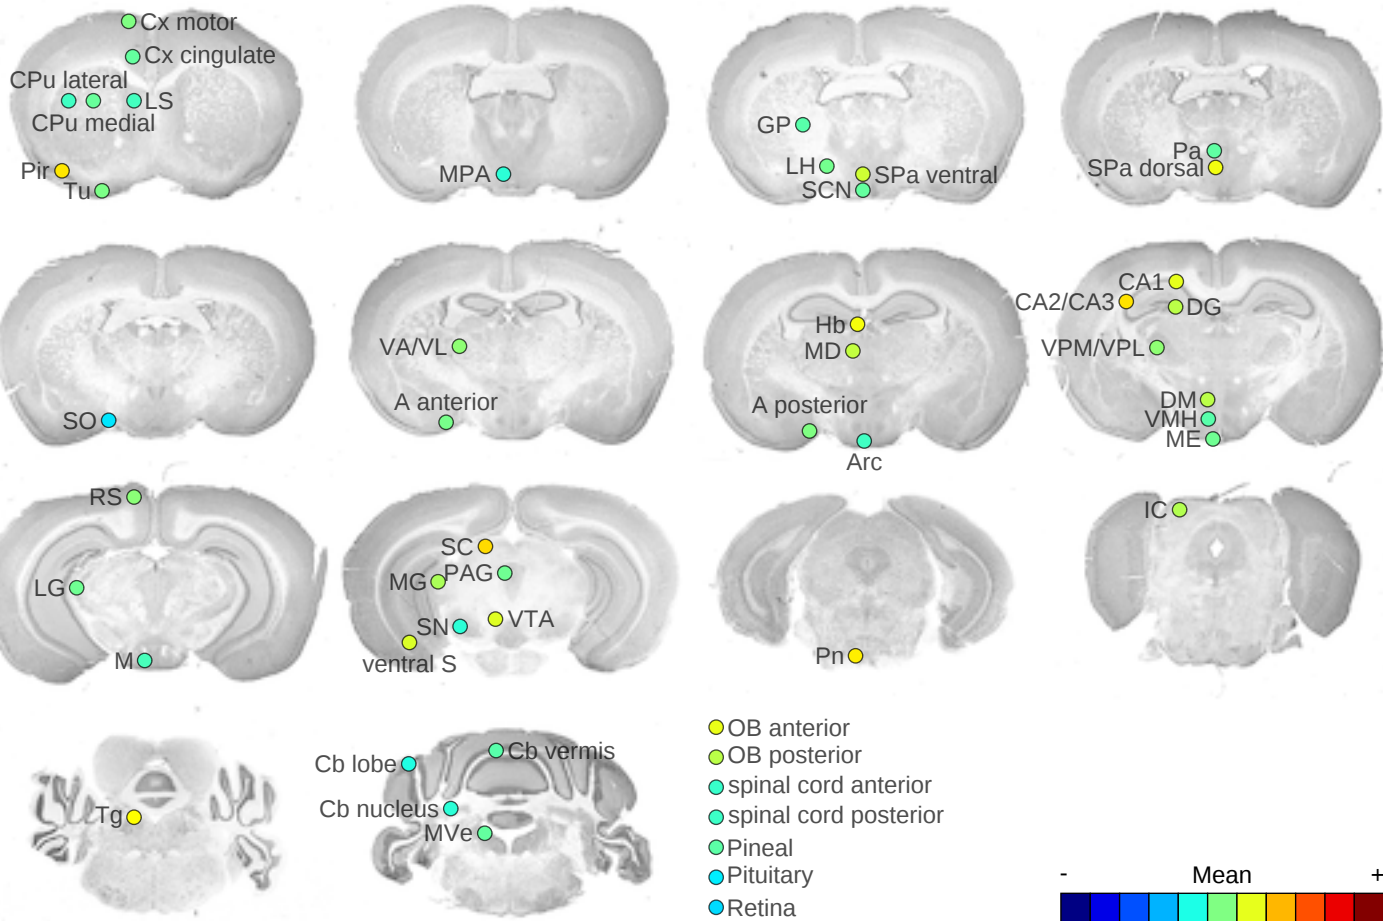 Cx motor
Cx cingulate
CPu lateral
LS
CPu medial
Pir
Tu
MPA
GP
LH
SPa ventral
SCN
Pa
SPa dorsal
SO
VA/VL
A anterior
Hb
MD
A posterior
Arc
CA1
CA2/CA3
DG
VPM/VPL
DM
VMH
ME
RS
LG
M
SC
MG
PAG
SN
VTA
ventral S
Pn
IC
Tg
Cb lobe
Cb vermis
Cb nucleus
MVe
OB anterior
OB posterior
spinal cord anterior
spinal cord posterior
Pineal
Pituitary
Retina
- Mean +